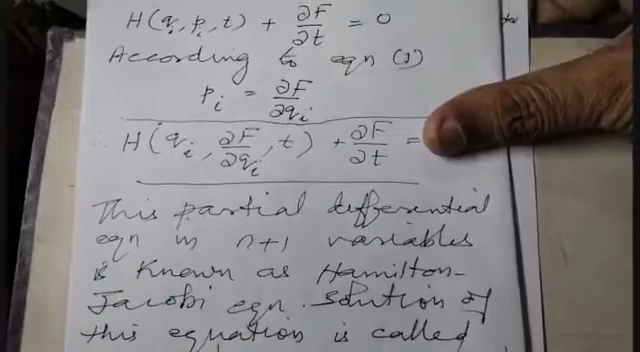 H(qi, pi, t) + ∂F/∂t = 0
According to eqn (1)
pi = ∂F/∂qi
∴ H(qi, ∂F/∂qi, t) + ∂F/∂t =
This partial differential
eqn in n+1 variables
is Known as Hamilton-
Jacobi eqn. Solution of
this equation is called